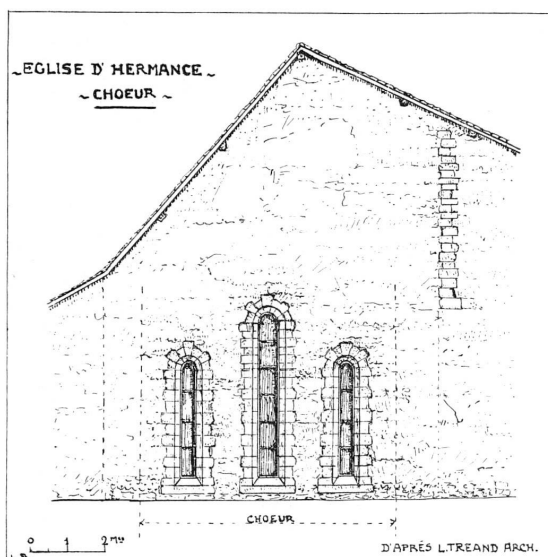 ~EGLISE D' HERMANCE~
~CHOEUR~
CHOEUR
0 1 2 Mts
D'APRÈS L.TREAND ARCH.